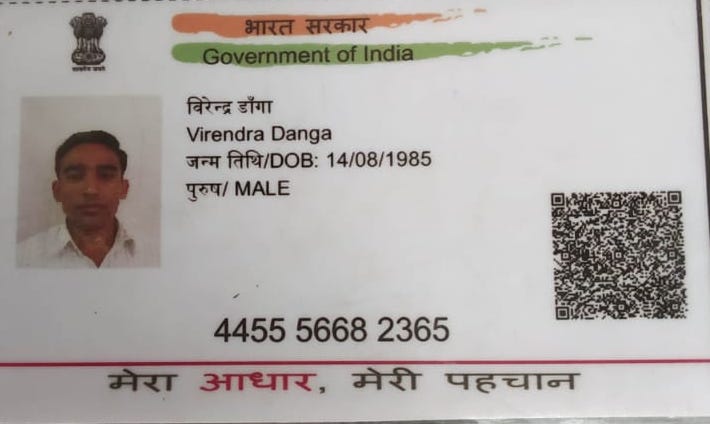 भारत सरकार
Government of India
विरेन्द्र डाँगा
Virendra Danga
जन्म तिथि/DOB: 14/08/1985
पुरुष/ MALE
4455 5668 2365
मेरा आधार, मेरी पहचान